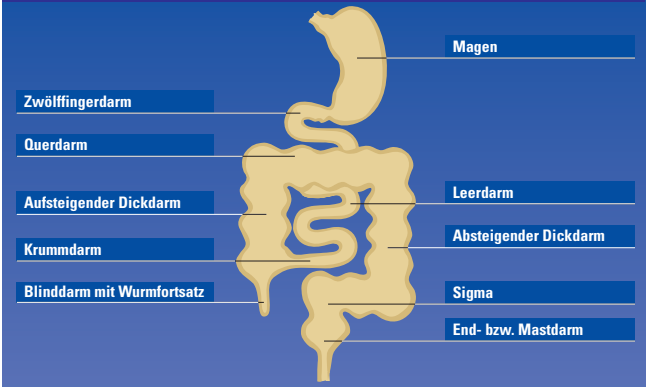 Magen
Zwölffingerdarm
Querdarm
Aufsteigender Dickdarm
Leerdarm
Absteigender Dickdarm
Krummdarm
Blinddarm mit Wurmfortsatz
Sigma
End- bzw. Mastdarm